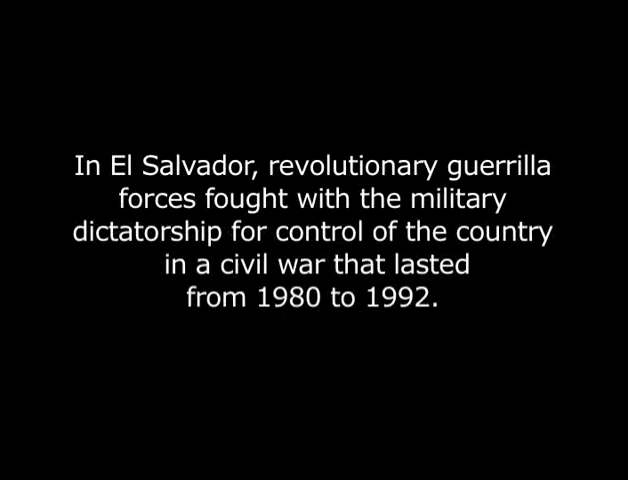 In El Salvador, revolutionary guerrilla
forces fought with the military
dictatorship for control of the country
in a civil war that lasted
from 1980 to 1992.